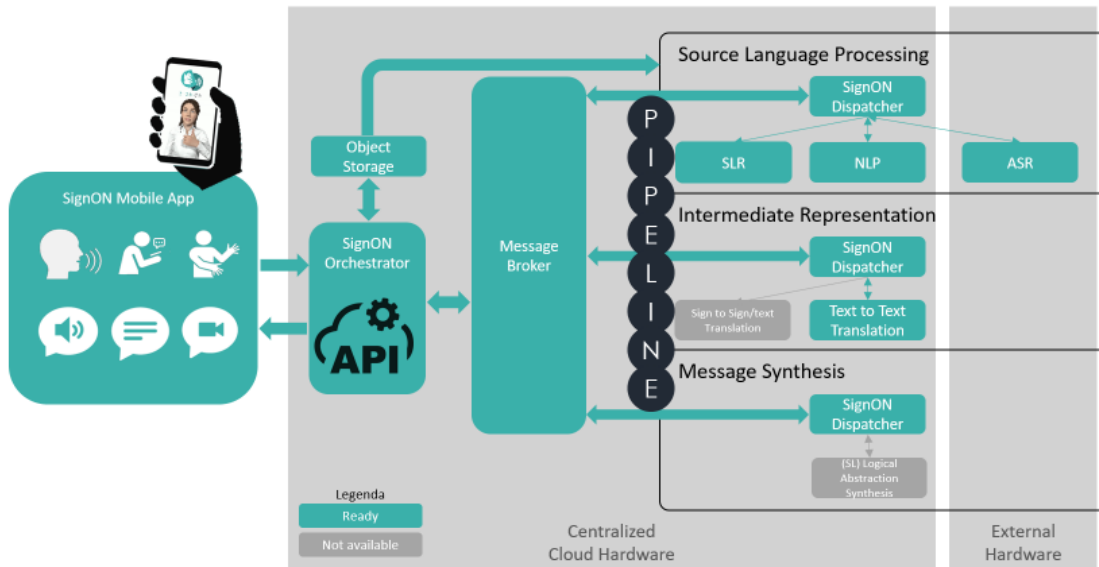 SignON Mobile App
Object
Storage
SignON
Orchestrator
API
Message
Broker
PIPELINE
Source Language Processing
SignON
Dispatcher
SLR
NLP
ASR
Intermediate Representation
SignON
Dispatcher
Sign to Sign/text
Translation
Text to Text
Translation
Message Synthesis
SignON
Dispatcher
(SL) Logical
Abstraction
Synthesis
Legenda
Ready
Not available
Centralized
Cloud Hardware
External
Hardware